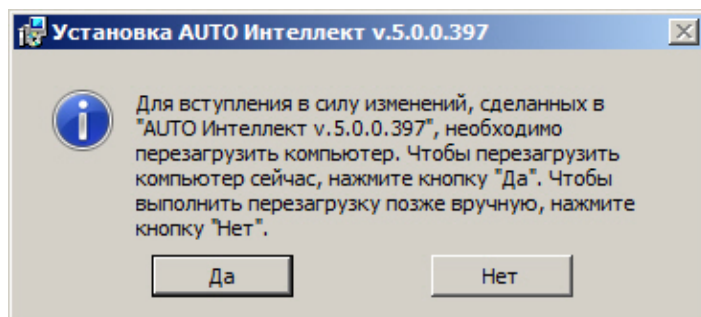 Установка AUTO Интеллект v.5.0.0.397
Для вступления в силу изменений, сделанных в
"AUTO Интеллект v.5.0.0.397", необходимо
перезагрузить компьютер. Чтобы перезагрузить
компьютер сейчас, нажмите кнопку "Да". Чтобы
выполнить перезагрузку позже вручную, нажмите
кнопку "Нет".
Да
Нет